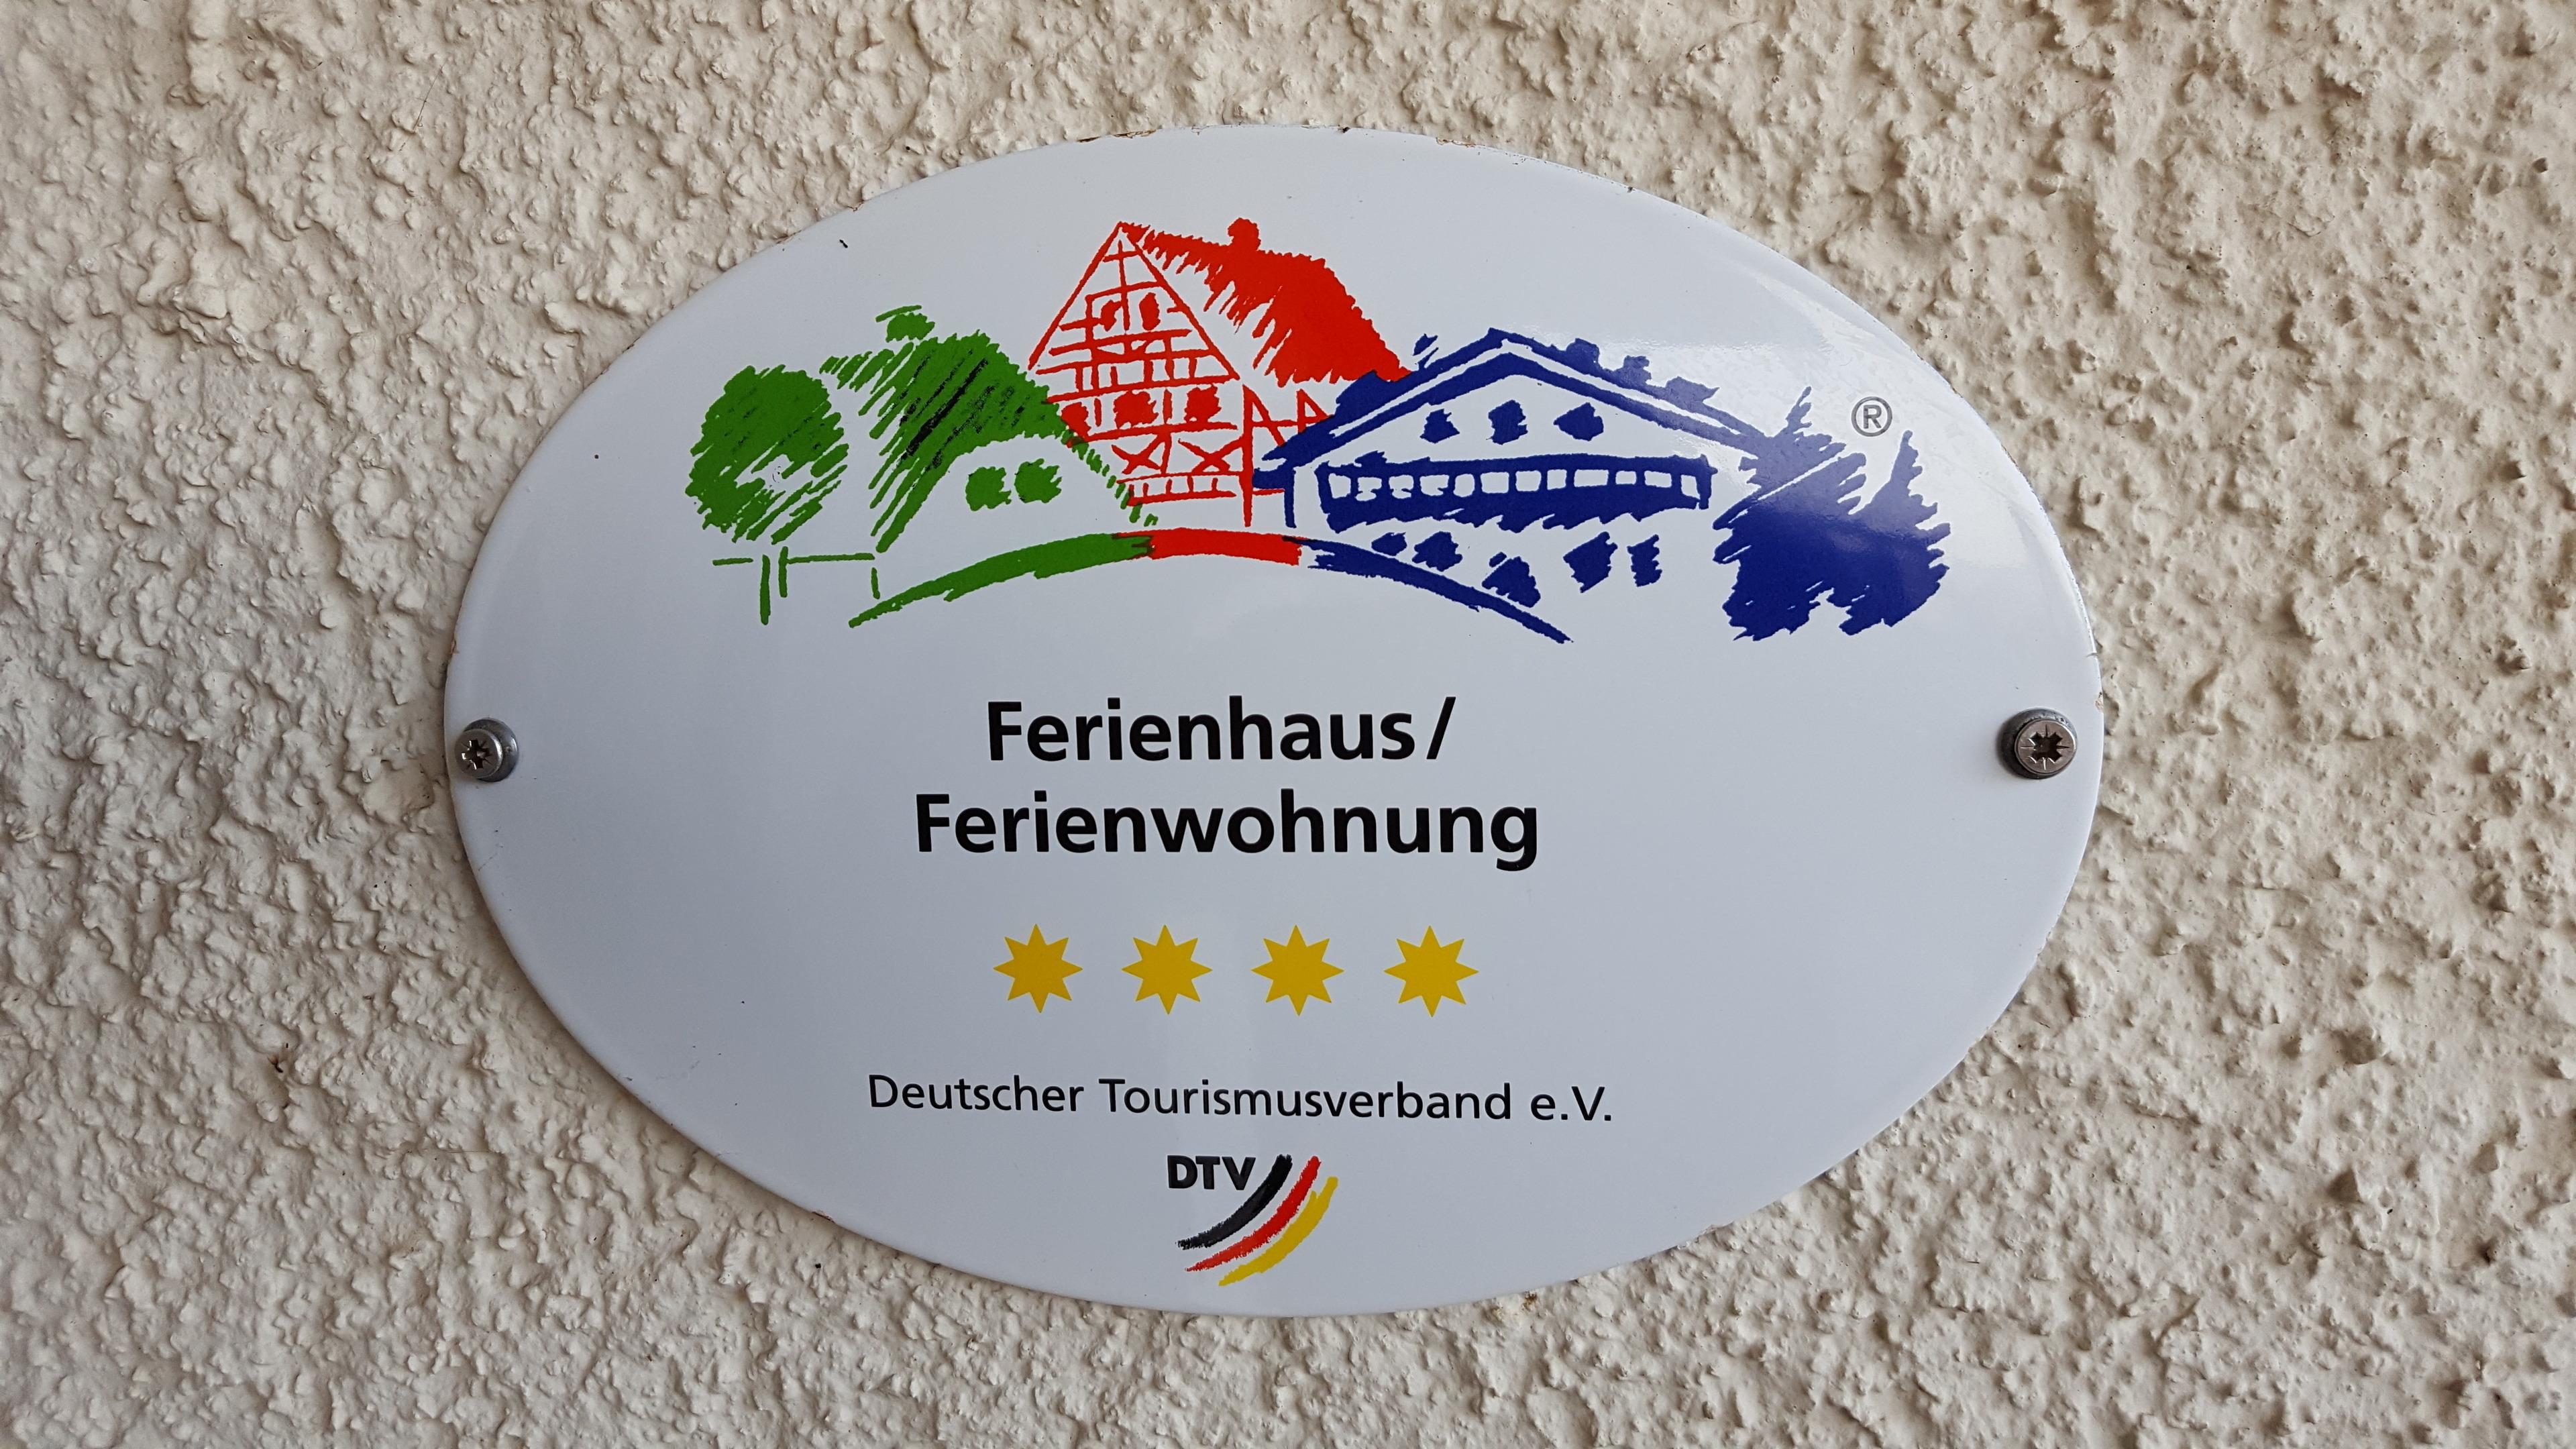 ®
Ferienhaus/
Ferienwohnung
Deutscher Tourismusverband e.V.
DTV